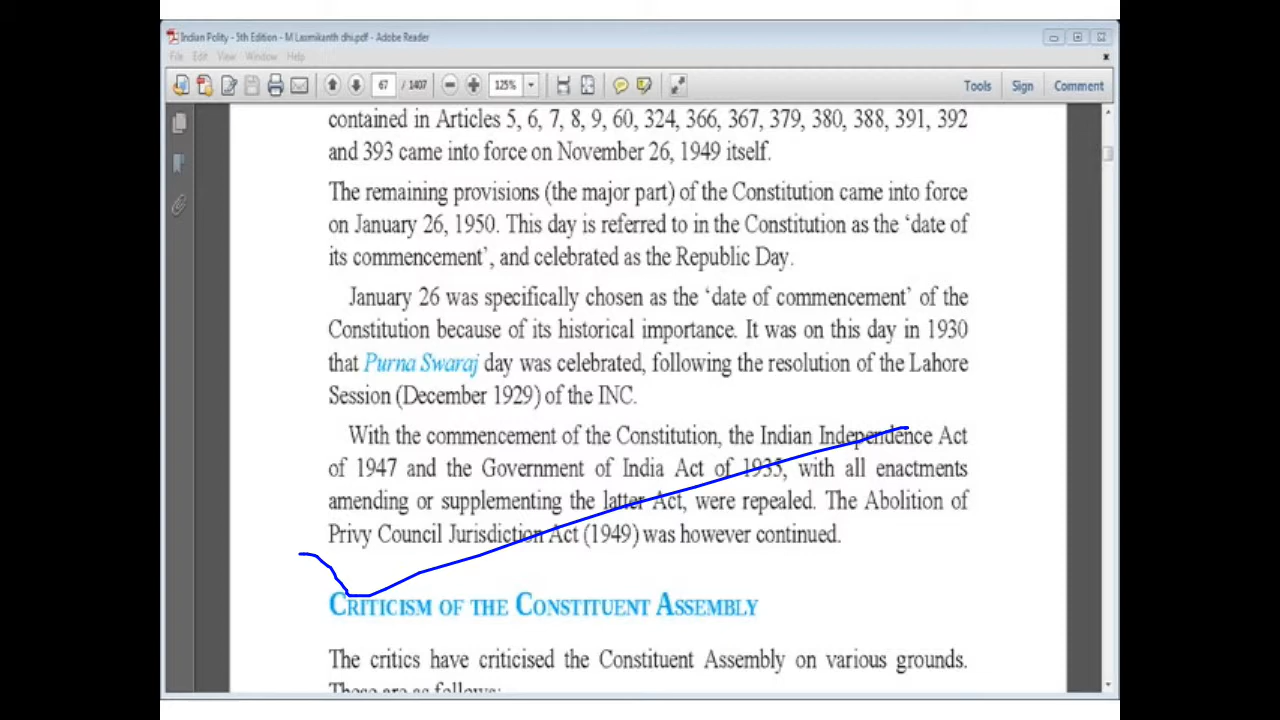 Indian Polity - 5th Edition - M Laxmikanth dhi.pdf - Adobe Reader
File Edit View Window Help
67 / 1407 125% Tools Sign Comment
contained in Articles 5, 6, 7, 8, 9, 60, 324, 366, 367, 379, 380, 388, 391, 392
and 393 came into force on November 26, 1949 itself.
The remaining provisions (the major part) of the Constitution came into force
on January 26, 1950. This day is referred to in the Constitution as the ‘date of
its commencement’, and celebrated as the Republic Day.
January 26 was specifically chosen as the ‘date of commencement’ of the
Constitution because of its historical importance. It was on this day in 1930
that Purna Swaraj day was celebrated, following the resolution of the Lahore
Session (December 1929) of the INC.
With the commencement of the Constitution, the Indian Independence Act
of 1947 and the Government of India Act of 1935, with all enactments
amending or supplementing the latter Act, were repealed. The Abolition of
Privy Council Jurisdiction Act (1949) was however continued.
CRITICISM OF THE CONSTITUENT ASSEMBLY
The critics have criticised the Constituent Assembly on various grounds.
These are as follows: